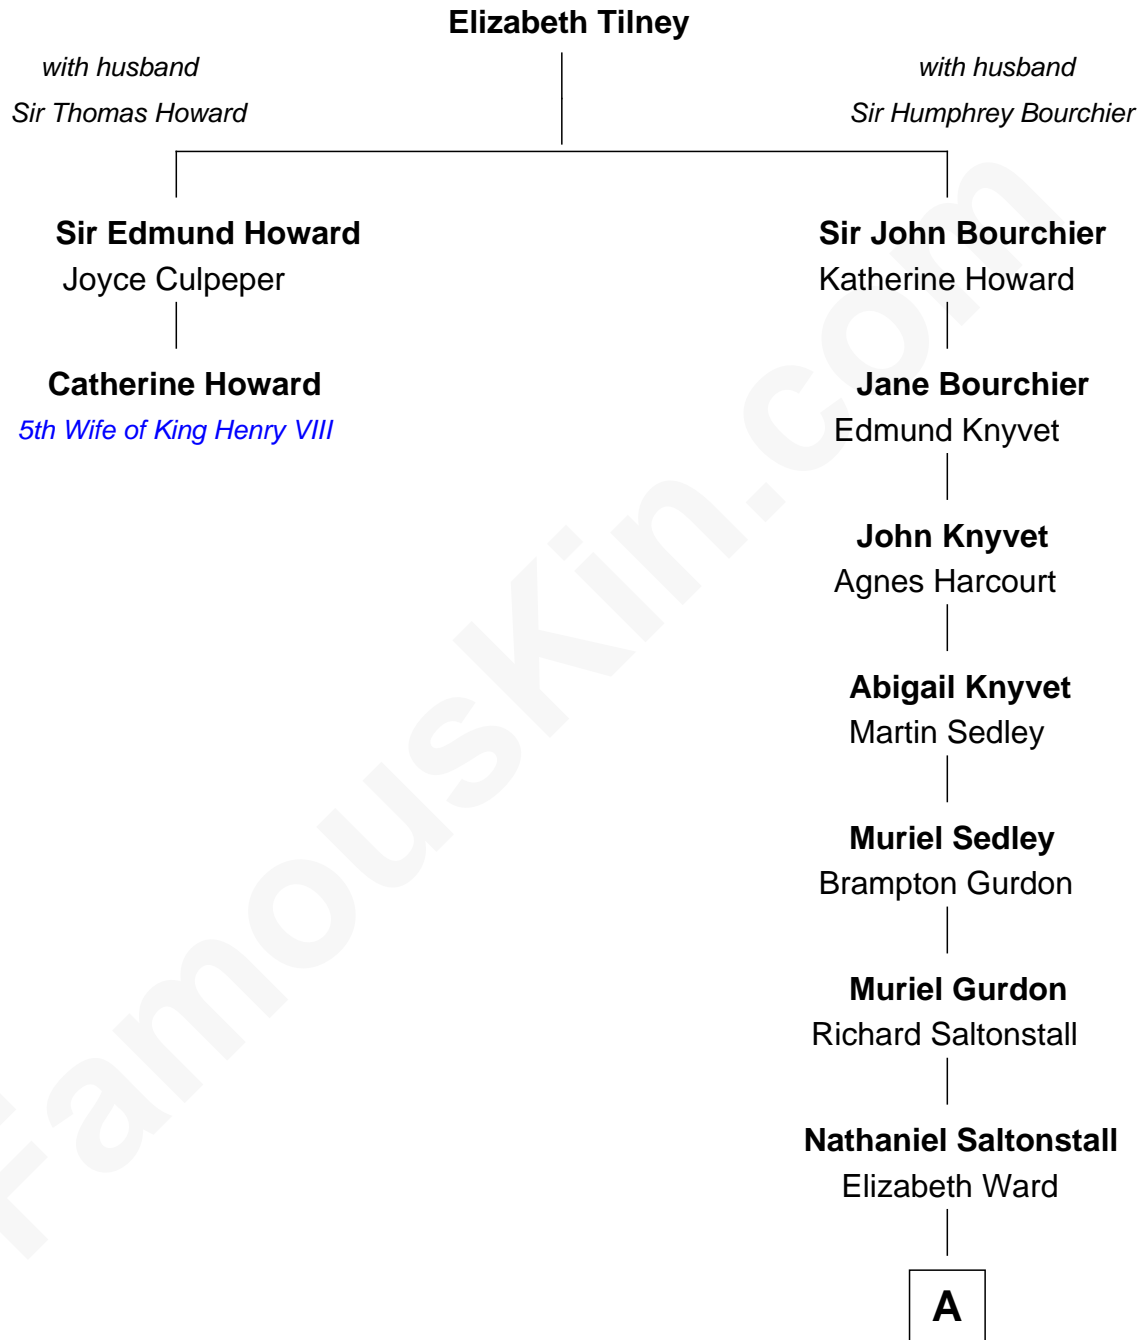 Elizabeth Tilney
with husband
Sir Thomas Howard
with husband
Sir Humphrey Bourchier
Sir Edmund Howard
Joyce Culpeper
Catherine Howard
5th Wife of King Henry VIII
Sir John Bourchier
Katherine Howard
Jane Bourchier
Edmund Knyvet
John Knyvet
Agnes Harcourt
Abigail Knyvet
Martin Sedley
Muriel Sedley
Brampton Gurdon
Muriel Gurdon
Richard Saltonstall
Nathaniel Saltonstall
Elizabeth Ward
A
FamousKin.com